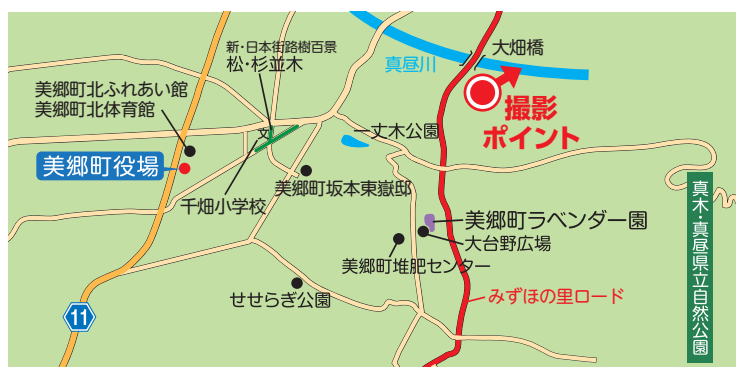 新・日本街路樹百景
松・杉並木
真昼川
大畑橋
美郷町北ふれあい館
美郷町北体育館
撮影
ポイント
文
一丈木公園
美郷町役場
千畑小学校
美郷町坂本東嶽邸
美郷町ラベンダー園
大台野広場
美郷町堆肥センター
せせらぎ公園
みずほの里ロード
11
真木・真昼県立自然公園